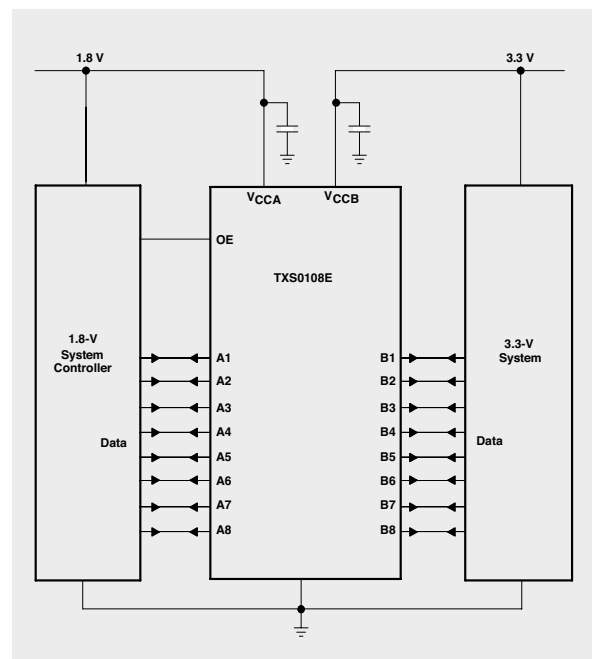 1.8 V
3.3 V
VCCA
VCCB
OE
TXS0108E
1.8-V
System
Controller
3.3-V
System
Data
Data
A1
A2
A3
A4
A5
A6
A7
A8
B1
B2
B3
B4
B5
B6
B7
B8